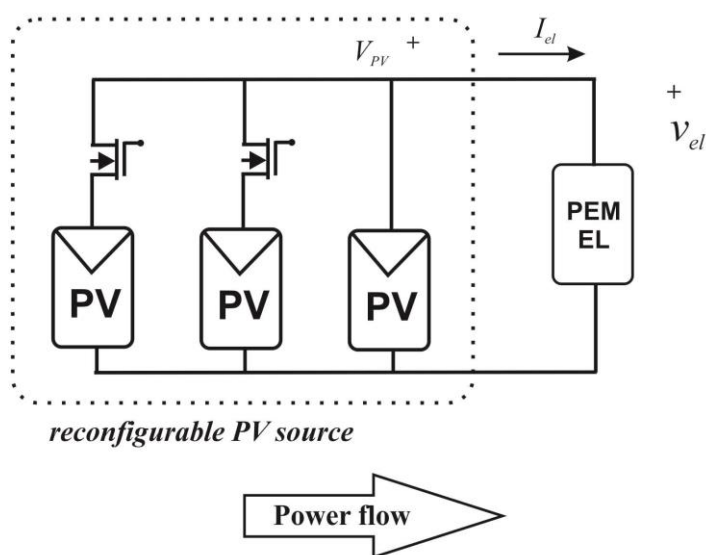 V_PV +
I_el
+
v_el
PEM
EL
PV
PV
PV
reconfigurable PV source
Power flow